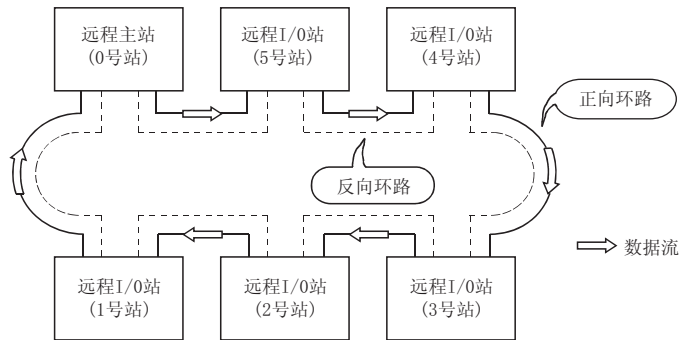 远程主站
(0号站)
远程I/0站
(5号站)
远程I/0站
(4号站)
正向环路
反向环路
数据流
远程I/0站
(1号站)
远程I/0站
(2号站)
远程I/0站
(3号站)